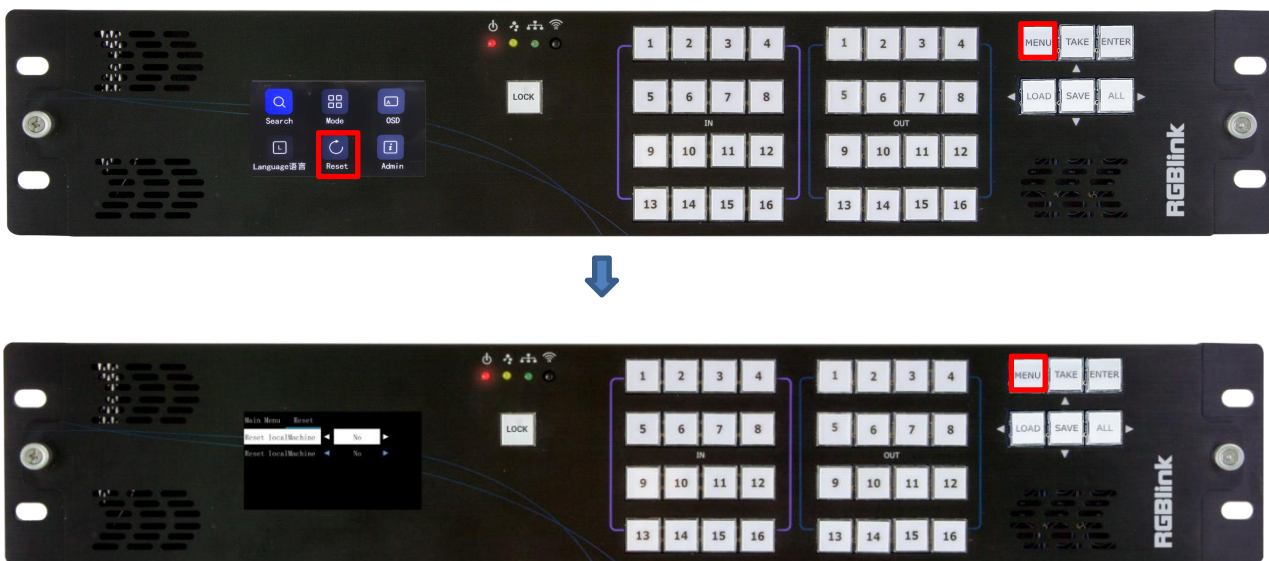 1 2 3 4
1 2 3 4
MENU TAKE ENTER
Search Mode OSD
LOCK
5 6 7 8
5 6 7 8
LOAD SAVE ALL
IN
OUT
Language语言 Reset Admin
9 10 11 12
9 10 11 12
13 14 15 16
13 14 15 16
RGBlink
1 2 3 4
1 2 3 4
MENU TAKE ENTER
Main Menu Reset
Reset localMachine No
Reset localMachine No
LOCK
5 6 7 8
5 6 7 8
LOAD SAVE ALL
IN
OUT
9 10 11 12
9 10 11 12
13 14 15 16
13 14 15 16
RGBlink